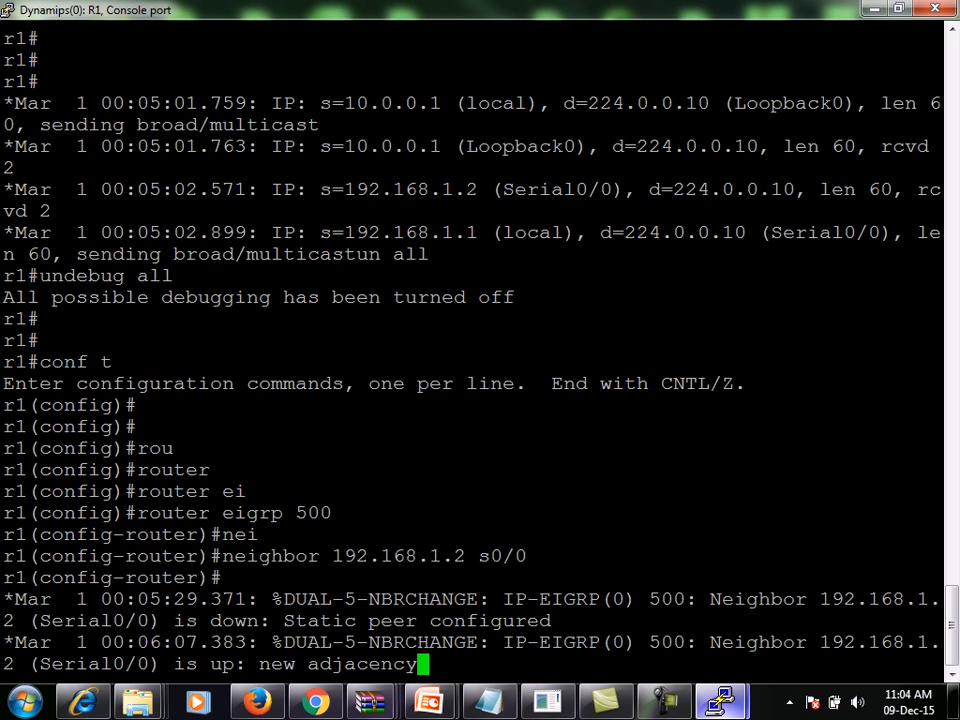 Dynamips(0): R1, Console port
r1#
r1#
r1#
*Mar  1 00:05:01.759: IP: s=10.0.0.1 (local), d=224.0.0.10 (Loopback0), len 6
0, sending broad/multicast
*Mar  1 00:05:01.763: IP: s=10.0.0.1 (Loopback0), d=224.0.0.10, len 60, rcvd
2
*Mar  1 00:05:02.571: IP: s=192.168.1.2 (Serial0/0), d=224.0.0.10, len 60, rc
vd 2
*Mar  1 00:05:02.899: IP: s=192.168.1.1 (local), d=224.0.0.10 (Serial0/0), le
n 60, sending broad/multicastun all
r1#undebug all
All possible debugging has been turned off
r1#
r1#
r1#conf t
Enter configuration commands, one per line.  End with CNTL/Z.
r1(config)#
r1(config)#
r1(config)#rou
r1(config)#router
r1(config)#router ei
r1(config)#router eigrp 500
r1(config-router)#nei
r1(config-router)#neighbor 192.168.1.2 s0/0
r1(config-router)#
*Mar  1 00:05:29.371: %DUAL-5-NBRCHANGE: IP-EIGRP(0) 500: Neighbor 192.168.1.
2 (Serial0/0) is down: Static peer configured
*Mar  1 00:06:07.383: %DUAL-5-NBRCHANGE: IP-EIGRP(0) 500: Neighbor 192.168.1.
2 (Serial0/0) is up: new adjacency
11:04 AM
09-Dec-15